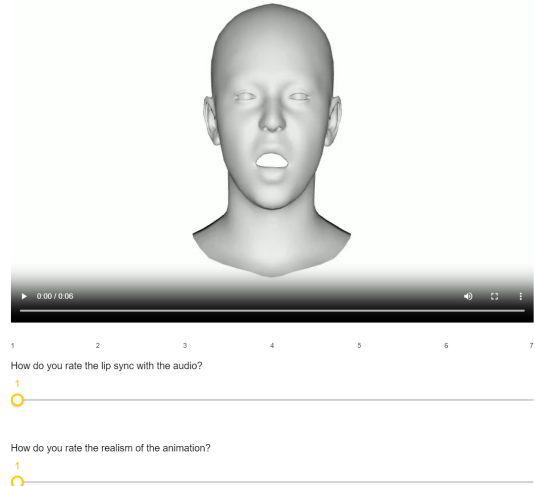 0:00 / 0:06
1 2 3 4 5 6 7
How do you rate the lip sync with the audio?
1
How do you rate the realism of the animation?
1